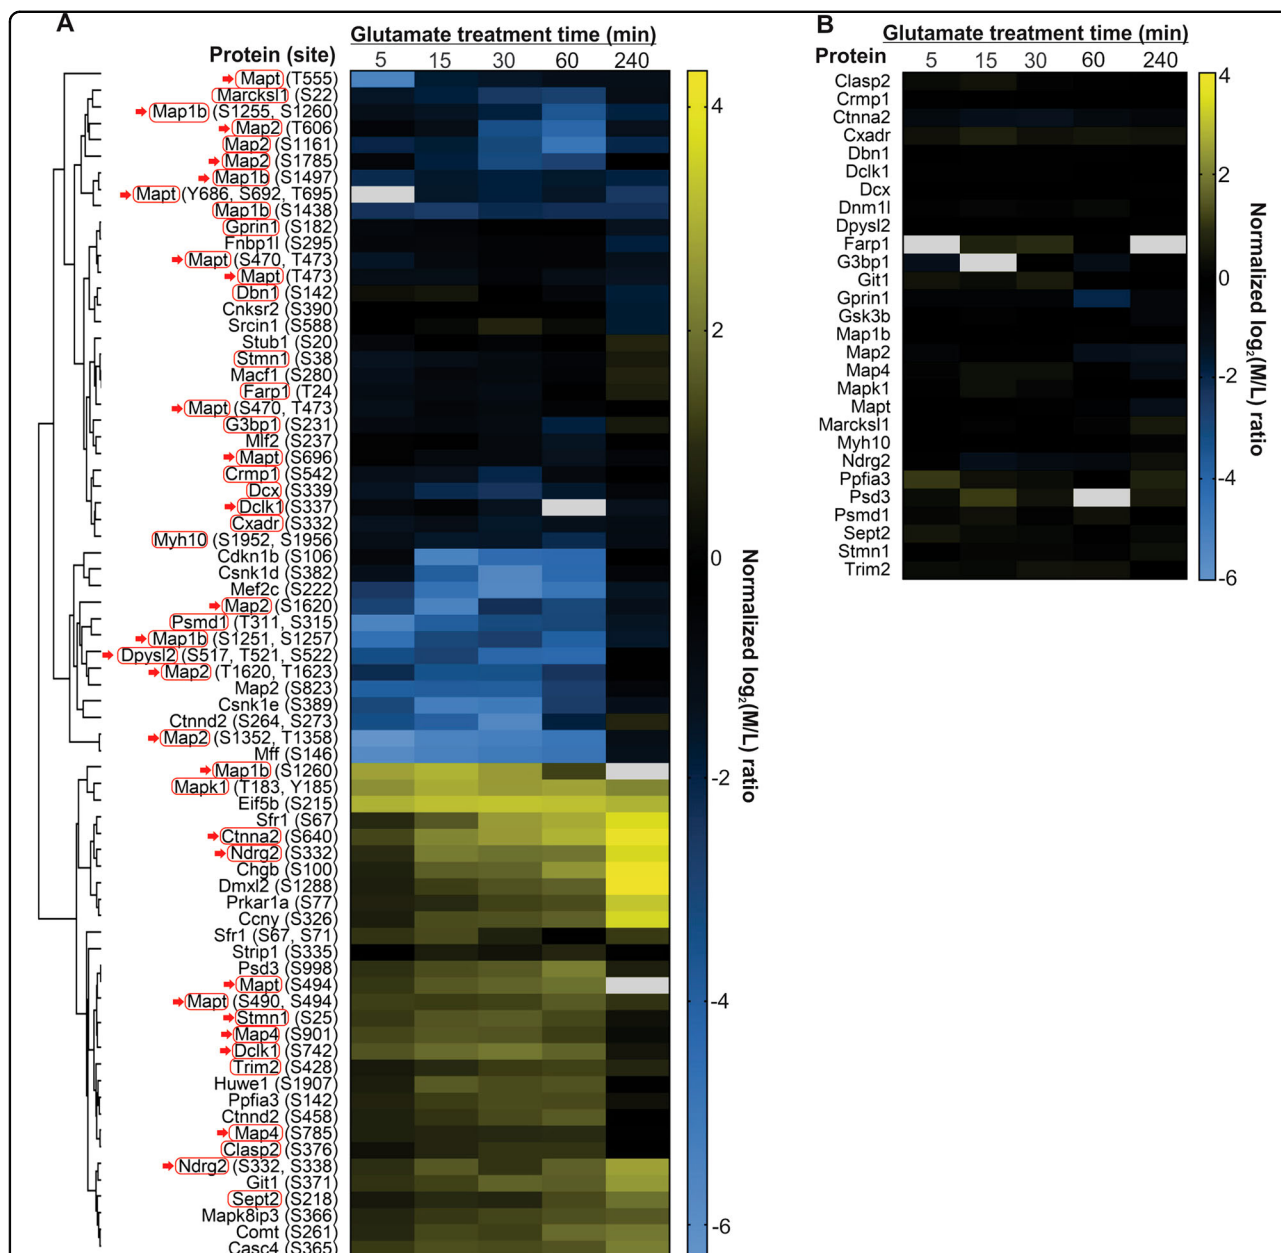 A
Glutamate treatment time (min)
Protein (site)
5 15 30 60 240
Mapt (T555)
Marcksl1 (S22)
Map1b (S1255, S1260)
Map2 (T606)
Map2 (S1161)
Map2 (S1785)
Map1b (S1497)
Mapt (Y686, S692, T695)
Map1b (S1438)
Gprin1 (S182)
Fnbp1l (S295)
Mapt (S470, T473)
Mapt (T473)
Dbn1 (S142)
Cnksr2 (S390)
Srcin1 (S588)
Stub1 (S20)
Stmn1 (S38)
Macf1 (S280)
Farp1 (T24)
Mapt (S470, T473)
G3bp1 (S231)
Mlf2 (S237)
Mapt (S696)
Crmp1 (S542)
Dcx (S339)
Dclk1 (S337)
Cxadr (S332)
Myh10 (S1952, S1956)
Cdkn1b (S106)
Csnk1d (S382)
Mef2c (S222)
Map2 (S1620)
Psmd1 (T311, S315)
Map1b (S1251, S1257)
Dpysl2 (S517, T521, S522)
Map2 (T1620, T1623)
Map2 (S823)
Csnk1e (S389)
Ctnnd2 (S264, S273)
Map2 (S1352, T1358)
Mff (S146)
Map1b (S1260)
Mapk1 (T183, Y185)
Eif5b (S215)
Sfr1 (S67)
Ctnna2 (S640)
Ndrg2 (S332)
Chgb (S100)
Dmxl2 (S1288)
Prkar1a (S77)
Ccny (S326)
Sfr1 (S67, S71)
Strip1 (S335)
Psd3 (S998)
Mapt (S494)
Mapt (S490, S494)
Stmn1 (S25)
Map4 (S901)
Dclk1 (S742)
Trim2 (S428)
Huwe1 (S1907)
Ppfia3 (S142)
Ctnnd2 (S458)
Map4 (S785)
Clasp2 (S376)
Ndrg2 (S332, S338)
Git1 (S371)
Sept2 (S218)
Mapk8ip3 (S366)
Comt (S261)
Casc4 (S365)
4
2
0
-2
-4
-6
Normalized log2(M/L) ratio
B
Glutamate treatment time (min)
Protein
5 15 30 60 240
Clasp2
Crmp1
Ctnna2
Cxadr
Dbn1
Dclk1
Dcx
Dnm1l
Dpysl2
Farp1
G3bp1
Git1
Gprin1
Gsk3b
Map1b
Map2
Map4
Mapk1
Mapt
Marcksl1
Myh10
Ndrg2
Ppfia3
Psd3
Psmd1
Sept2
Stmn1
Trim2
4
2
0
-2
-4
-6
Normalized log2(M/L) ratio